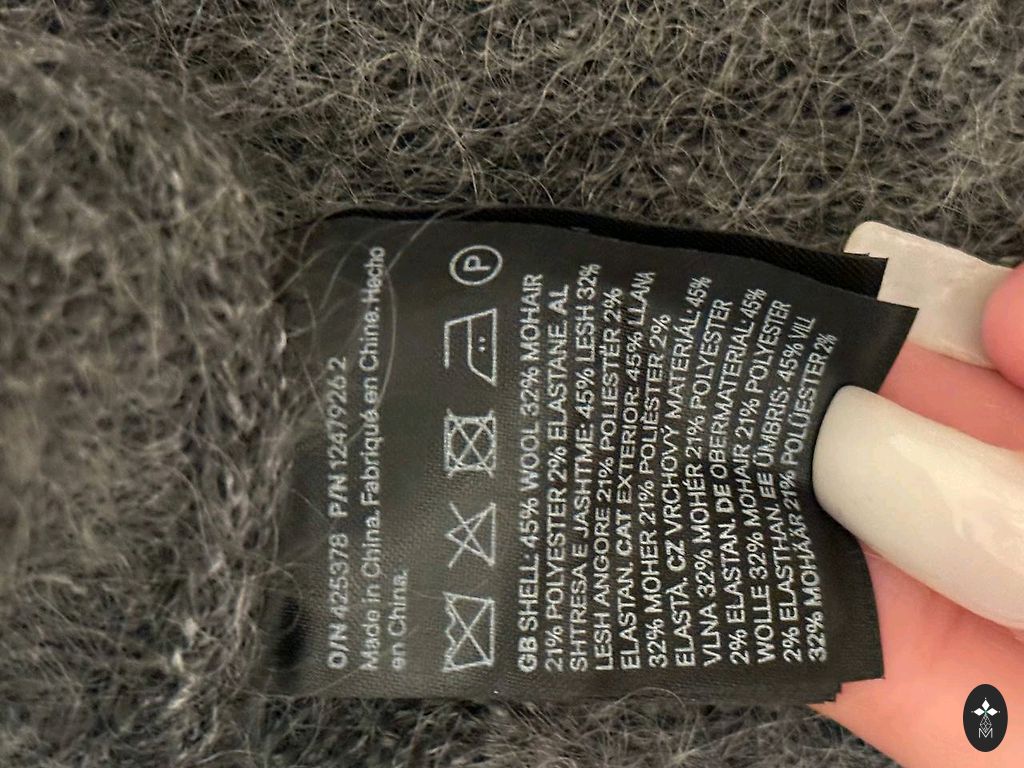 O/N 425378 P/N 1247926 2
Made in China. Fabriqué en Chine. Hecho
en China.
P
GB SHELL: 45% WOOL 32% MOHAIR
21% POLYESTER 2% ELASTANE. AL
SHTRESA E JASHTME: 45% LESH 32%
LESH ANGORE 21% POLIESTER 2%
ELASTAN. CAT EXTERIOR: 45% LLANA
32% MOHER 21% POLIÈSTER 2%
ELASTÀ. CZ VRCHOVÝ MATERIÁL: 45%
VLNA 32% MOHÉR 21% POLYESTER
2% ELASTAN. DE OBERMATERIAL: 45%
WOLLE 32% MOHAIR 21% POLYESTER
2% ELASTHAN. EE ÜMBRIS: 45% VILL
32% MOHÄÄR 21% POLÜESTER 2%
M